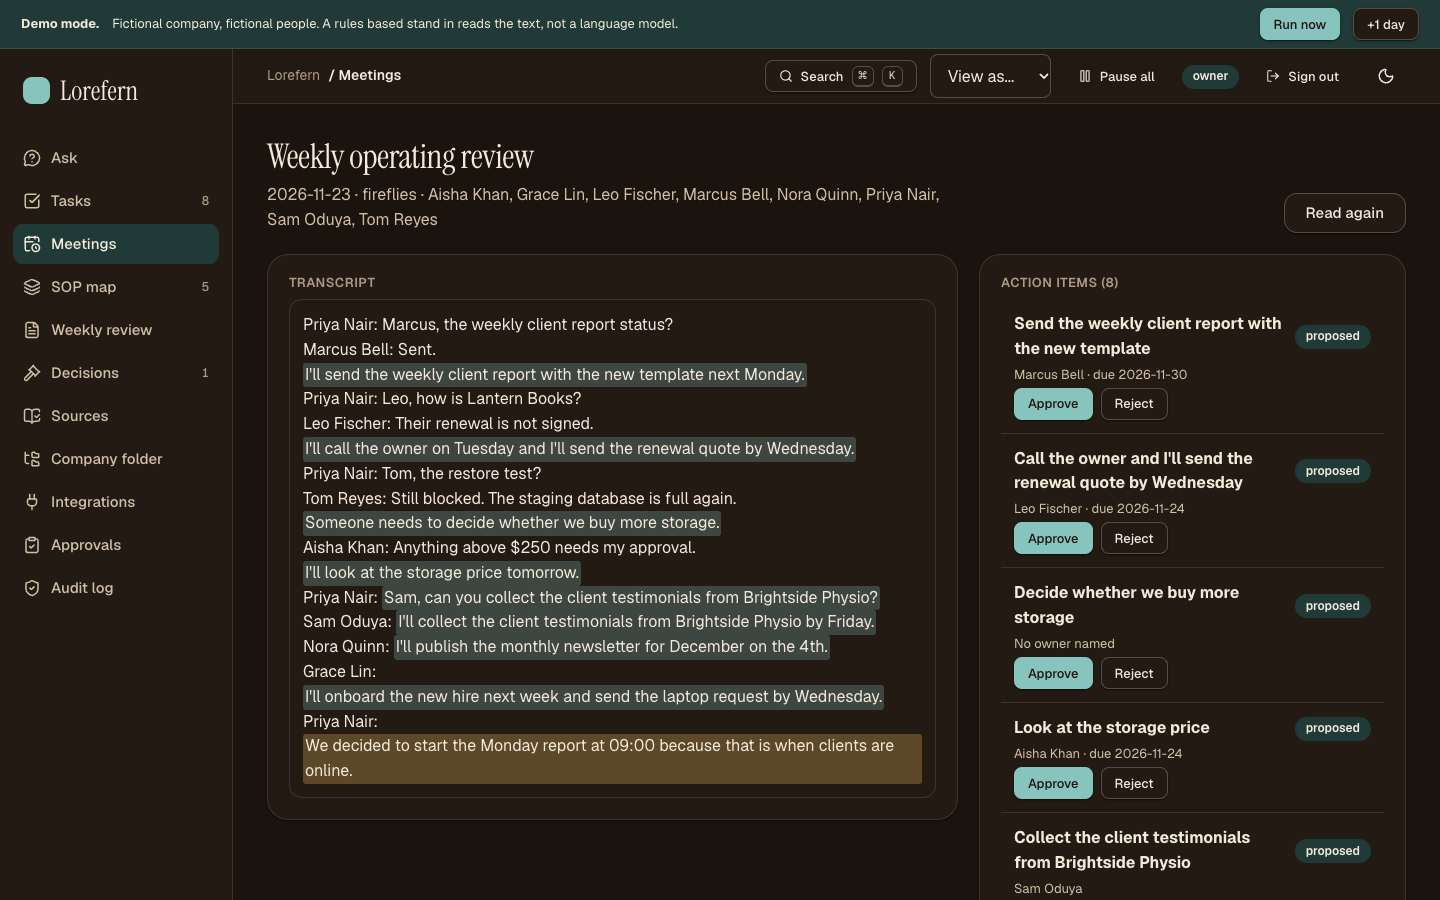 Demo mode. Fictional company, fictional people. A rules based stand in reads the text, not a language model.
Run now
+1 day
Lorefern
Lorefern / Meetings
Search ⌘ K
View as...
Pause all
owner
Sign out
Ask
Tasks 8
Meetings
SOP map 5
Weekly review
Decisions 1
Sources
Company folder
Integrations
Approvals
Audit log
Weekly operating review
2026-11-23 · fireflies · Aisha Khan, Grace Lin, Leo Fischer, Marcus Bell, Nora Quinn, Priya Nair,
Sam Oduya, Tom Reyes
Read again
TRANSCRIPT
Priya Nair: Marcus, the weekly client report status?
Marcus Bell: Sent.
I'll send the weekly client report with the new template next Monday.
Priya Nair: Leo, how is Lantern Books?
Leo Fischer: Their renewal is not signed.
I'll call the owner on Tuesday and I'll send the renewal quote by Wednesday.
Priya Nair: Tom, the restore test?
Tom Reyes: Still blocked. The staging database is full again.
Someone needs to decide whether we buy more storage.
Aisha Khan: Anything above $250 needs my approval.
I'll look at the storage price tomorrow.
Priya Nair: Sam, can you collect the client testimonials from Brightside Physio?
Sam Oduya: I'll collect the client testimonials from Brightside Physio by Friday.
Nora Quinn: I'll publish the monthly newsletter for December on the 4th.
Grace Lin:
I'll onboard the new hire next week and send the laptop request by Wednesday.
Priya Nair:
We decided to start the Monday report at 09:00 because that is when clients are
online.
ACTION ITEMS (8)
Send the weekly client report with
the new template
proposed
Marcus Bell · due 2026-11-30
Approve
Reject
Call the owner and I'll send the
renewal quote by Wednesday
proposed
Leo Fischer · due 2026-11-24
Approve
Reject
Decide whether we buy more
storage
proposed
No owner named
Approve
Reject
Look at the storage price
proposed
Aisha Khan · due 2026-11-24
Approve
Reject
Collect the client testimonials
from Brightside Physio
proposed
Sam Oduya